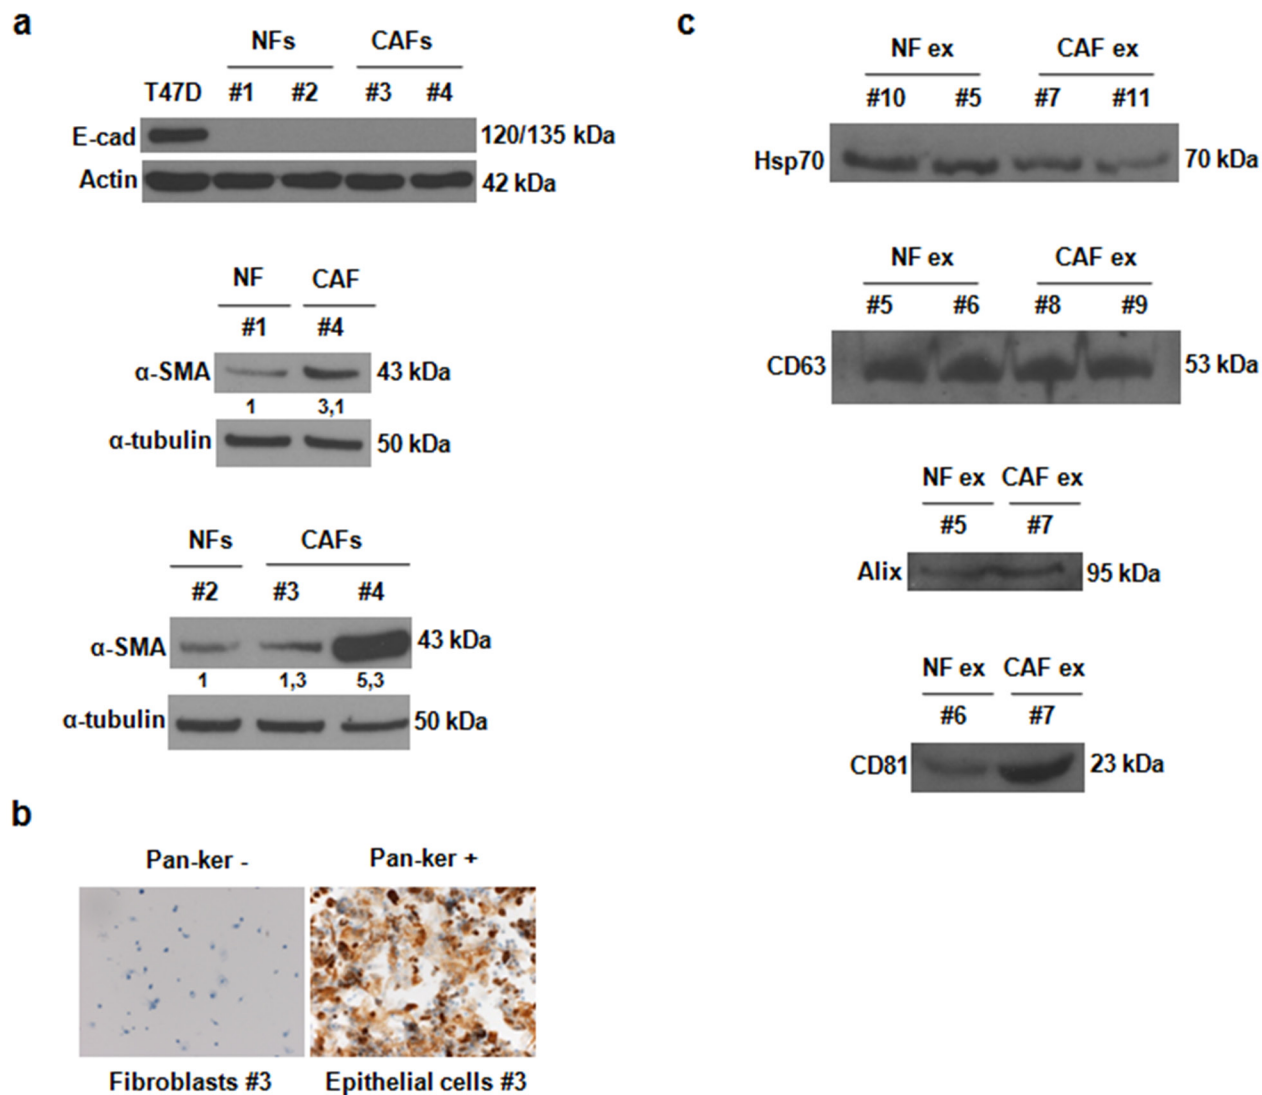 a
NFs CAFs
T47D #1 #2 #3 #4
E-cad 120/135 kDa
Actin 42 kDa
NF CAF
#1 #4
α-SMA 43 kDa
1 3,1
α-tubulin 50 kDa
NFs CAFs
#2 #3 #4
α-SMA 43 kDa
1 1,3 5,3
α-tubulin 50 kDa
b
Pan-ker - Pan-ker +
Fibroblasts #3 Epithelial cells #3
c
NF ex CAF ex
#10 #5 #7 #11
Hsp70 70 kDa
NF ex CAF ex
#5 #6 #8 #9
CD63 53 kDa
NF ex CAF ex
#5 #7
Alix 95 kDa
NF ex CAF ex
#6 #7
CD81 23 kDa